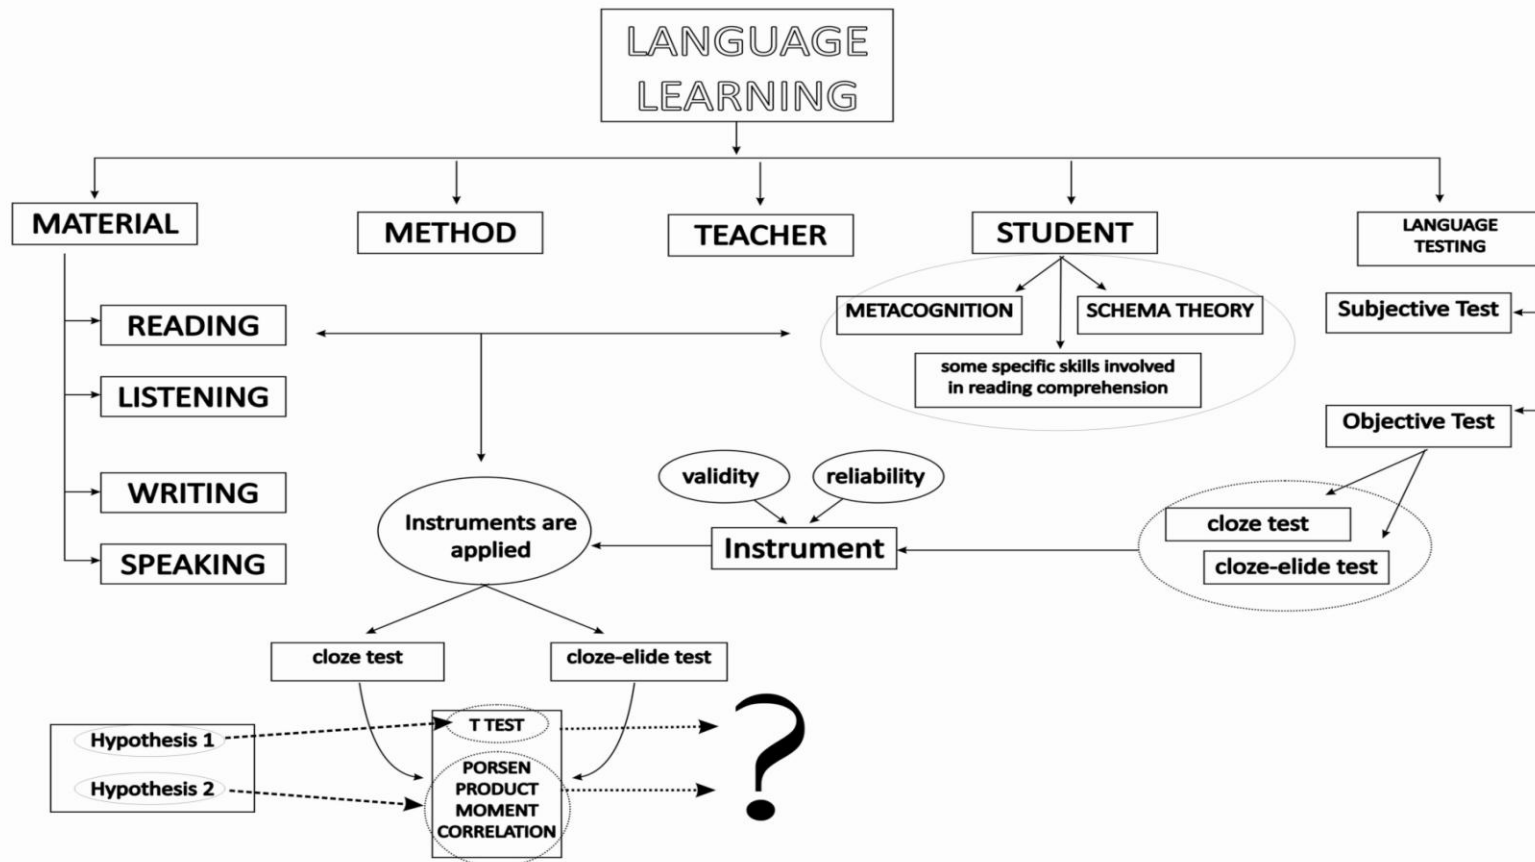 LANGUAGE
LEARNING
MATERIAL
METHOD
TEACHER
STUDENT
LANGUAGE
TESTING
READING
LISTENING
WRITING
SPEAKING
METACOGNITION
SCHEMA THEORY
some specific skills involved
in reading comprehension
Subjective Test
Objective Test
cloze test
cloze-elide test
validity
reliability
Instrument
Instruments are
applied
cloze test
cloze-elide test
Hypothesis 1
Hypothesis 2
T TEST
PORSEN
PRODUCT
MOMENT
CORRELATION
?